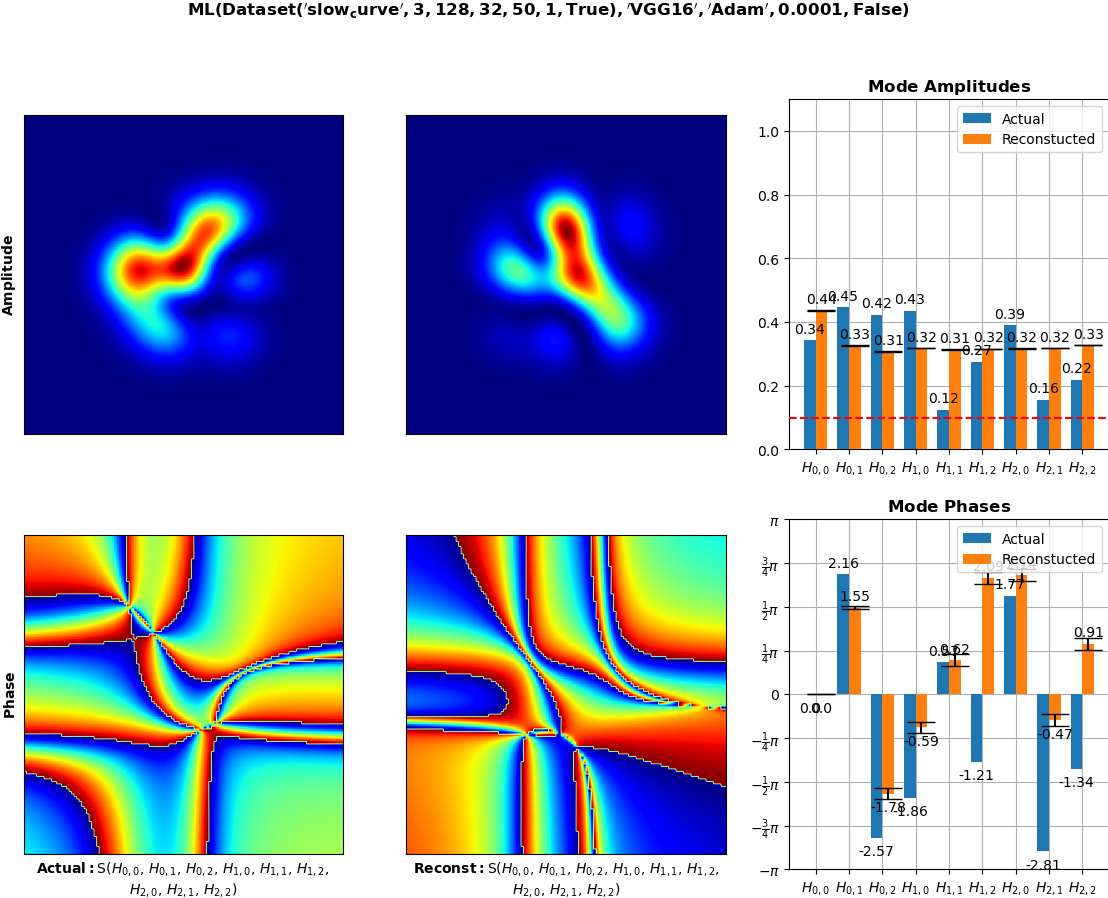 ML(Dataset('slow_curve', 3, 128, 32, 50, 1, True), 'VGG16', 'Adam', 0.0001, False)
Amplitude
Mode Amplitudes
Actual
Reconstucted
1.0
0.8
0.6
0.4
0.2
0.0
0.34 0.45 0.42 0.43 0.12 0.27 0.39 0.16 0.22
0.44 0.33 0.31 0.32 0.31 0.32 0.32 0.32 0.33
H0,0 H0,1 H0,2 H1,0 H1,1 H1,2 H2,0 H2,1 H2,2
Phase
Mode Phases
Actual
Reconstucted
π
3/4π
1/2π
1/4π
0
−1/4π
−1/2π
−3/4π
−π
0.0 2.16 -2.57 -1.86 -1.21 1.77 -2.81 -1.34
0.0 1.55 -1.78 -0.59 0.62 2.09 -0.47 0.91
H0,0 H0,1 H0,2 H1,0 H1,1 H1,2 H2,0 H2,1 H2,2
Actual: S(H0,0, H0,1, H0,2, H1,0, H1,1, H1,2,
H2,0, H2,1, H2,2)
Reconst: S(H0,0, H0,1, H0,2, H1,0, H1,1, H1,2,
H2,0, H2,1, H2,2)